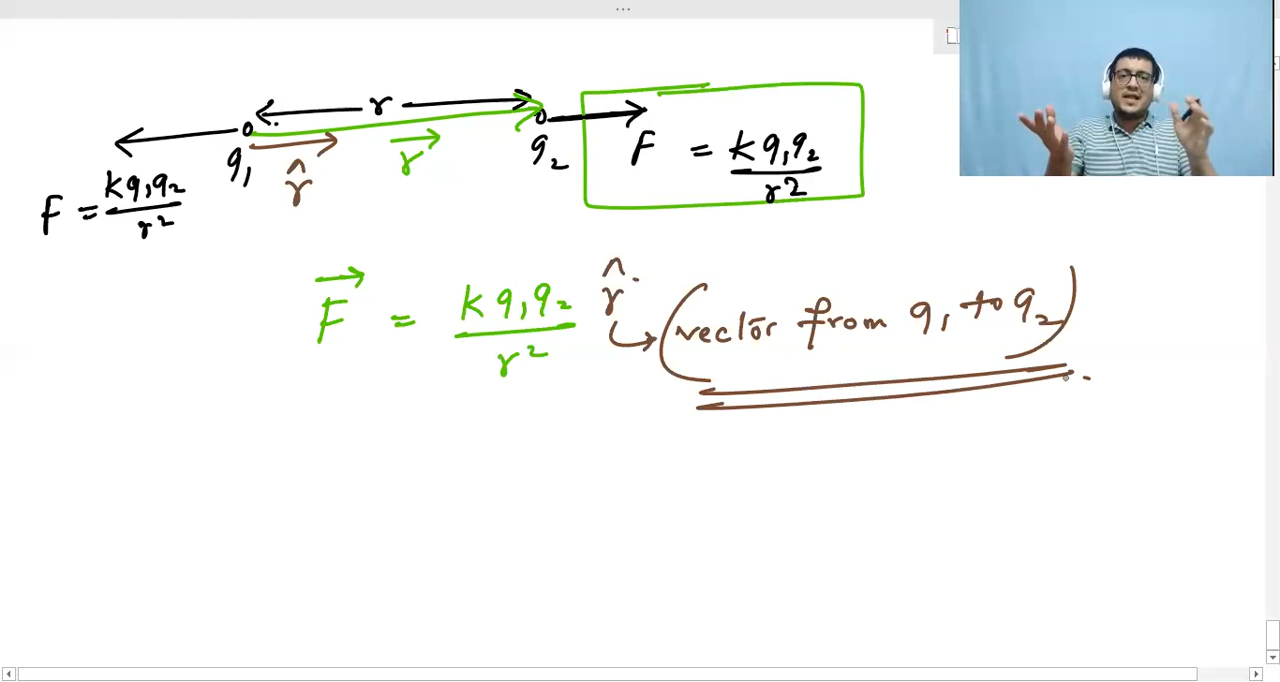 r
q₁ r̂ r⃗ q₂ F = kq₁q₂/r²
F = kq₁q₂/r²
F⃗ = kq₁q₂/r² r̂ (vector from q₁ to q₂)